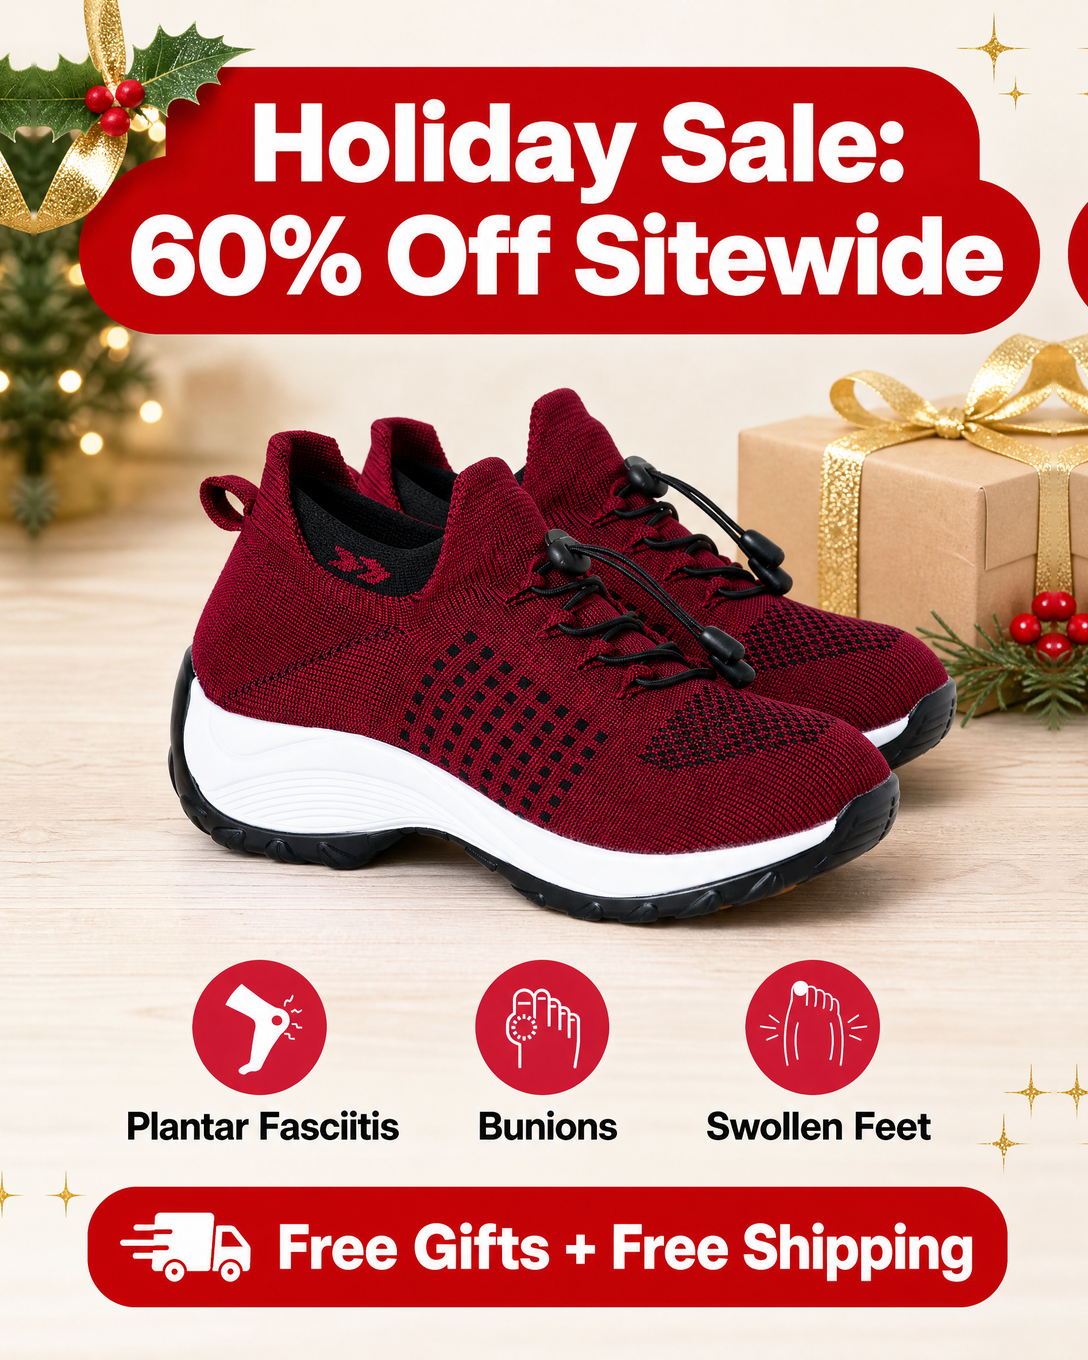 Holiday Sale:
60% Off Sitewide
Plantar Fasciitis
Bunions
Swollen Feet
Free Gifts + Free Shipping